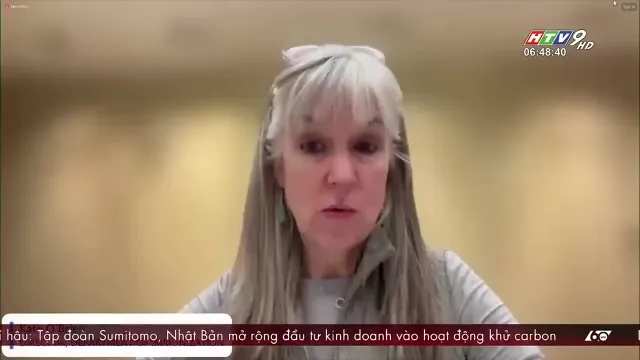 HTV9 HD
06:48:40
i hậu: Tập đoàn Sumitomo, Nhật Bản mở rộng đầu tư kinh doanh vào hoạt động khử carbon
60